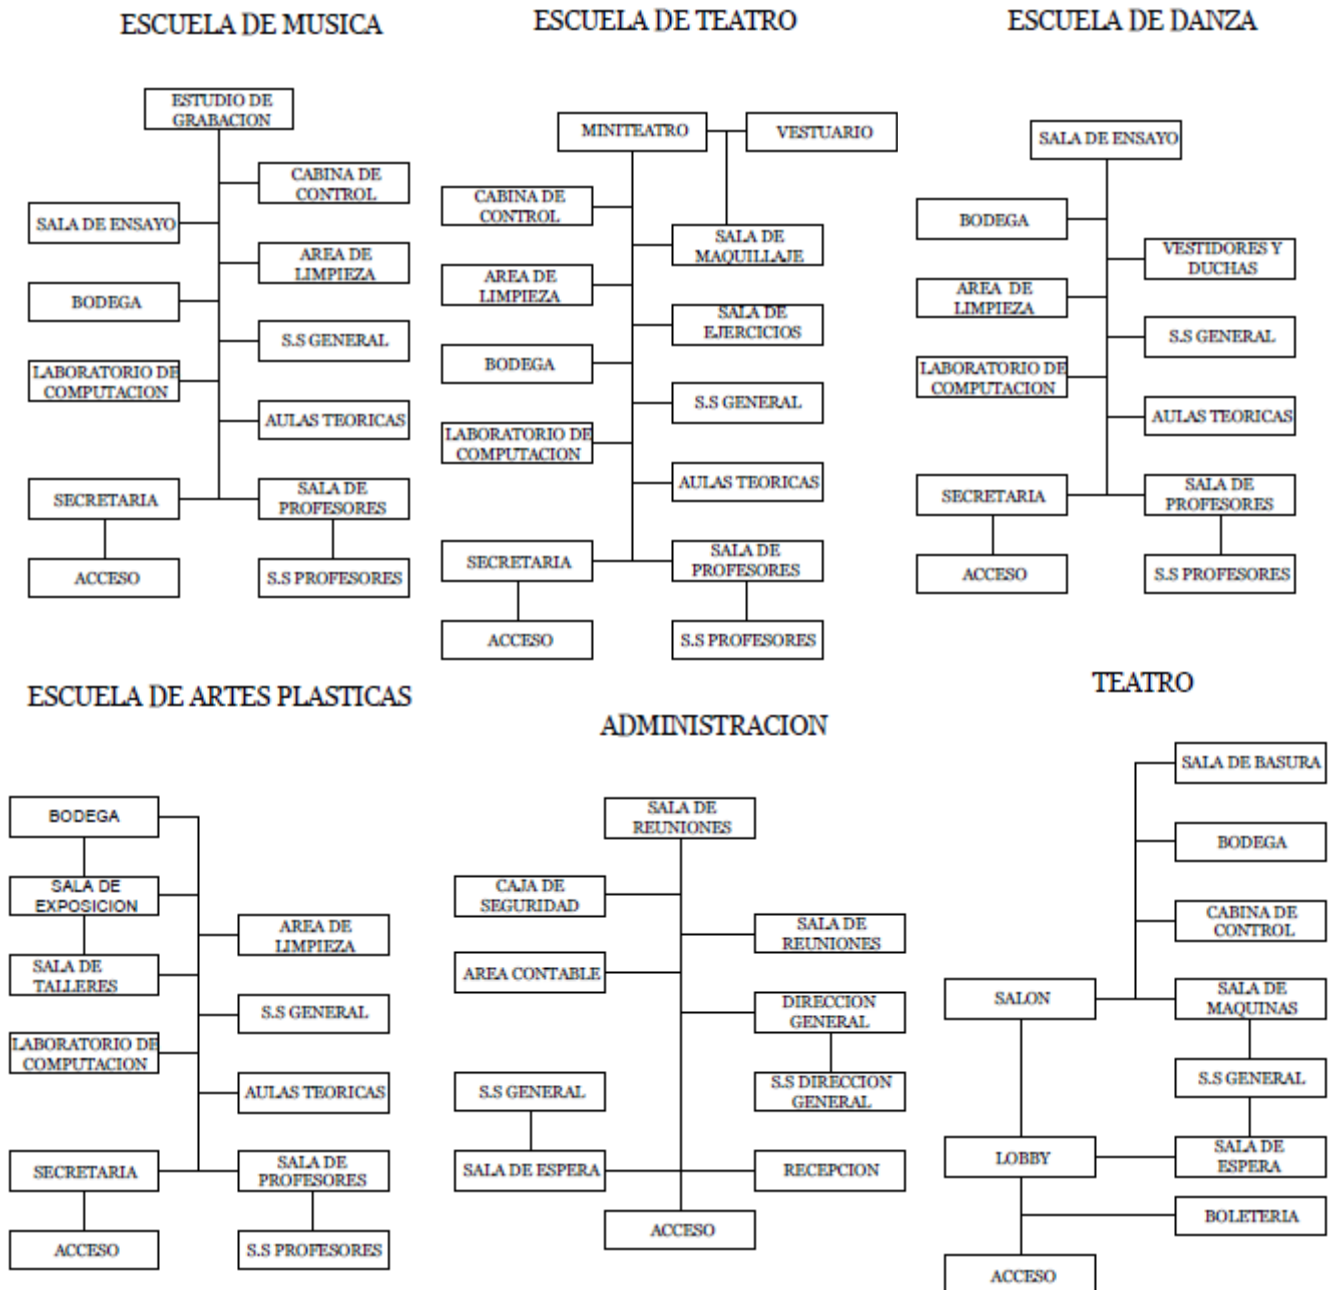 ESCUELA DE MUSICA
ESTUDIO DE
GRABACION
CABINA DE
CONTROL
SALA DE ENSAYO
AREA DE
LIMPIEZA
BODEGA
S.S GENERAL
LABORATORIO DE
COMPUTACION
AULAS TEORICAS
SECRETARIA
SALA DE
PROFESORES
ACCESO
S.S PROFESORES
ESCUELA DE TEATRO
MINITEATRO
VESTUARIO
CABINA DE
CONTROL
SALA DE
MAQUILLAJE
AREA DE
LIMPIEZA
SALA DE
EJERCICIOS
BODEGA
S.S GENERAL
LABORATORIO DE
COMPUTACION
AULAS TEORICAS
SECRETARIA
SALA DE
PROFESORES
ACCESO
S.S PROFESORES
ESCUELA DE DANZA
SALA DE ENSAYO
BODEGA
VESTIDORES Y
DUCHAS
AREA DE
LIMPIEZA
S.S GENERAL
LABORATORIO DE
COMPUTACION
AULAS TEORICAS
SECRETARIA
SALA DE
PROFESORES
ACCESO
S.S PROFESORES
ESCUELA DE ARTES PLASTICAS
BODEGA
SALA DE
EXPOSICION
AREA DE
LIMPIEZA
SALA DE
TALLERES
S.S GENERAL
LABORATORIO DE
COMPUTACION
AULAS TEORICAS
SECRETARIA
SALA DE
PROFESORES
ACCESO
S.S PROFESORES
ADMINISTRACION
SALA DE
REUNIONES
CAJA DE
SEGURIDAD
SALA DE
REUNIONES
AREA CONTABLE
DIRECCION
GENERAL
S.S GENERAL
S.S DIRECCION
GENERAL
SALA DE ESPERA
RECEPCION
ACCESO
TEATRO
SALA DE BASURA
BODEGA
CABINA DE
CONTROL
SALON
SALA DE
MAQUINAS
S.S GENERAL
LOBBY
SALA DE
ESPERA
BOLETERIA
ACCESO